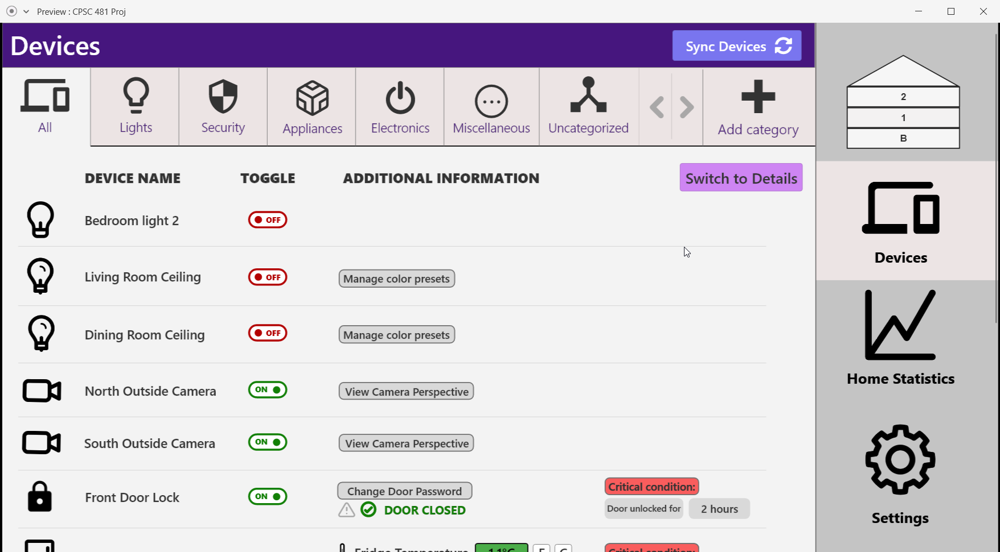 Preview : CPSC 481 Proj
Devices
Sync Devices
All
Lights
Security
Appliances
Electronics
Miscellaneous
Uncategorized
Add category
2
1
B
DEVICE NAME
TOGGLE
ADDITIONAL INFORMATION
Switch to Details
Bedroom light 2
OFF
Living Room Ceiling
OFF
Manage color presets
Dining Room Ceiling
OFF
Manage color presets
North Outside Camera
ON
View Camera Perspective
South Outside Camera
ON
View Camera Perspective
Front Door Lock
ON
Change Door Password
DOOR CLOSED
Critical condition:
Door unlocked for
2 hours
Fridge Temperature
Critical condition:
Devices
Home Statistics
Settings